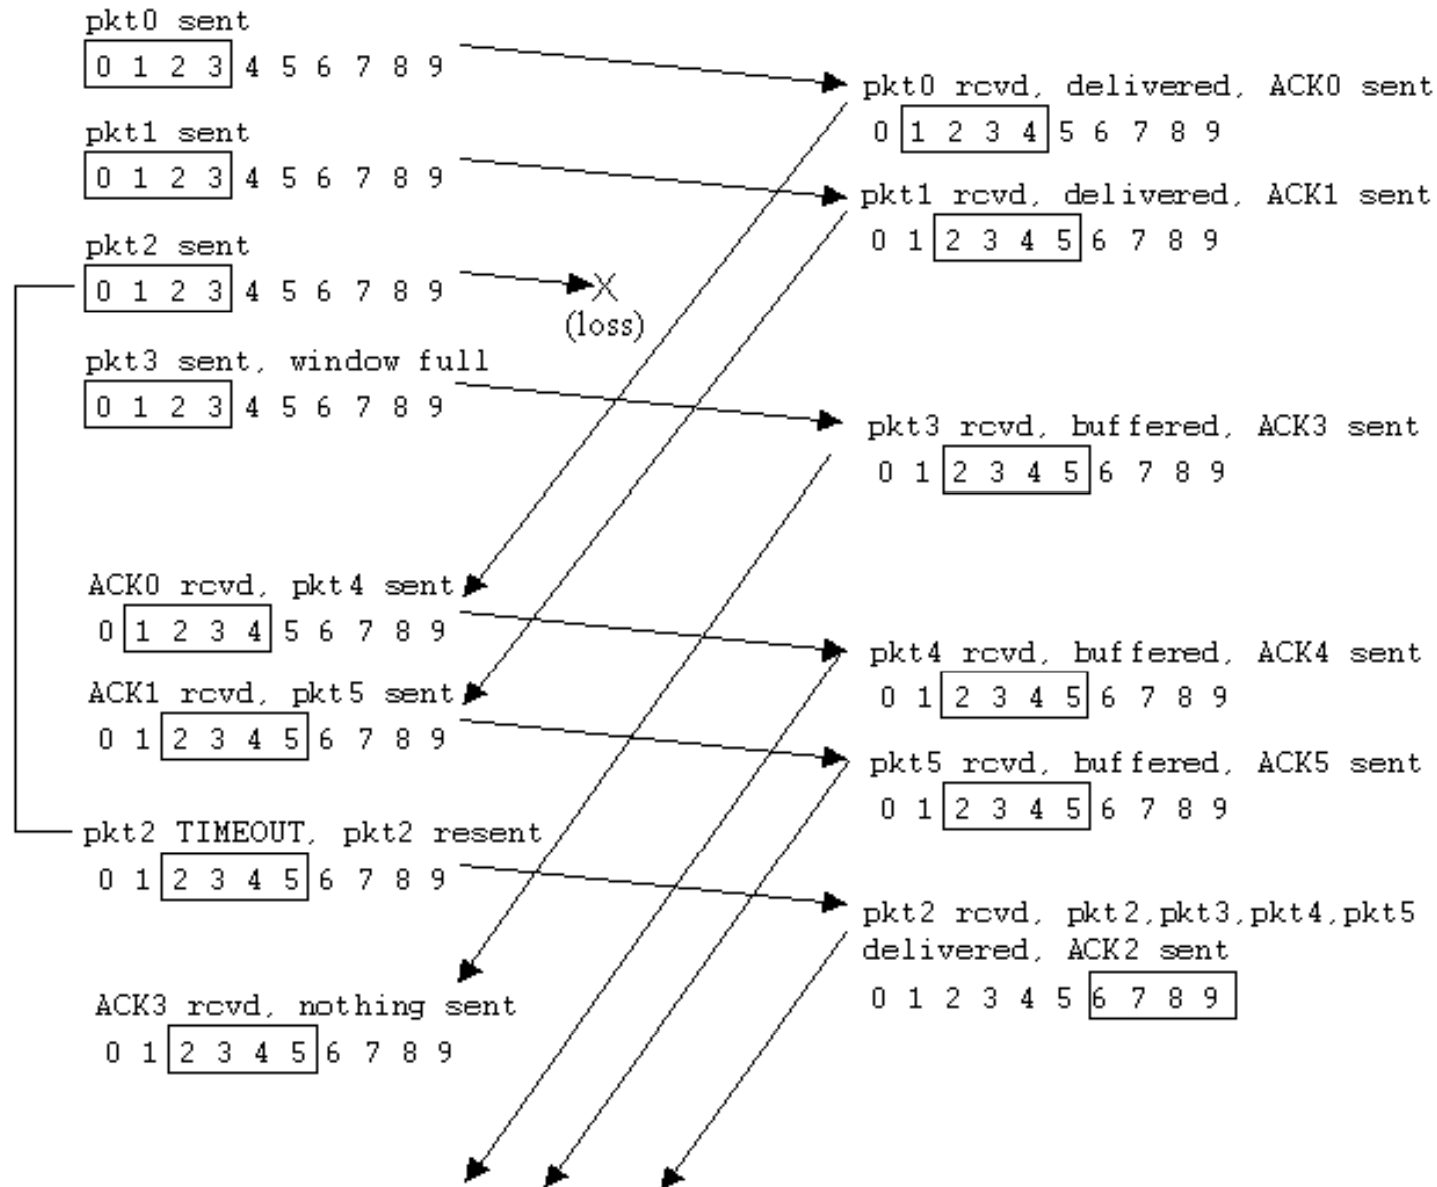 pkt0 sent
0 1 2 3 4 5 6 7 8 9
pkt1 sent
0 1 2 3 4 5 6 7 8 9
pkt2 sent
0 1 2 3 4 5 6 7 8 9
pkt3 sent, window full
0 1 2 3 4 5 6 7 8 9
ACK0 rcvd, pkt4 sent
0 1 2 3 4 5 6 7 8 9
ACK1 rcvd, pkt5 sent
0 1 2 3 4 5 6 7 8 9
pkt2 TIMEOUT, pkt2 resent
0 1 2 3 4 5 6 7 8 9
ACK3 rcvd, nothing sent
0 1 2 3 4 5 6 7 8 9
X
(loss)
pkt0 rcvd, delivered, ACK0 sent
0 1 2 3 4 5 6 7 8 9
pkt1 rcvd, delivered, ACK1 sent
0 1 2 3 4 5 6 7 8 9
pkt3 rcvd, buffered, ACK3 sent
0 1 2 3 4 5 6 7 8 9
pkt4 rcvd, buffered, ACK4 sent
0 1 2 3 4 5 6 7 8 9
pkt5 rcvd, buffered, ACK5 sent
0 1 2 3 4 5 6 7 8 9
pkt2 rcvd, pkt2,pkt3,pkt4,pkt5
delivered, ACK2 sent
0 1 2 3 4 5 6 7 8 9